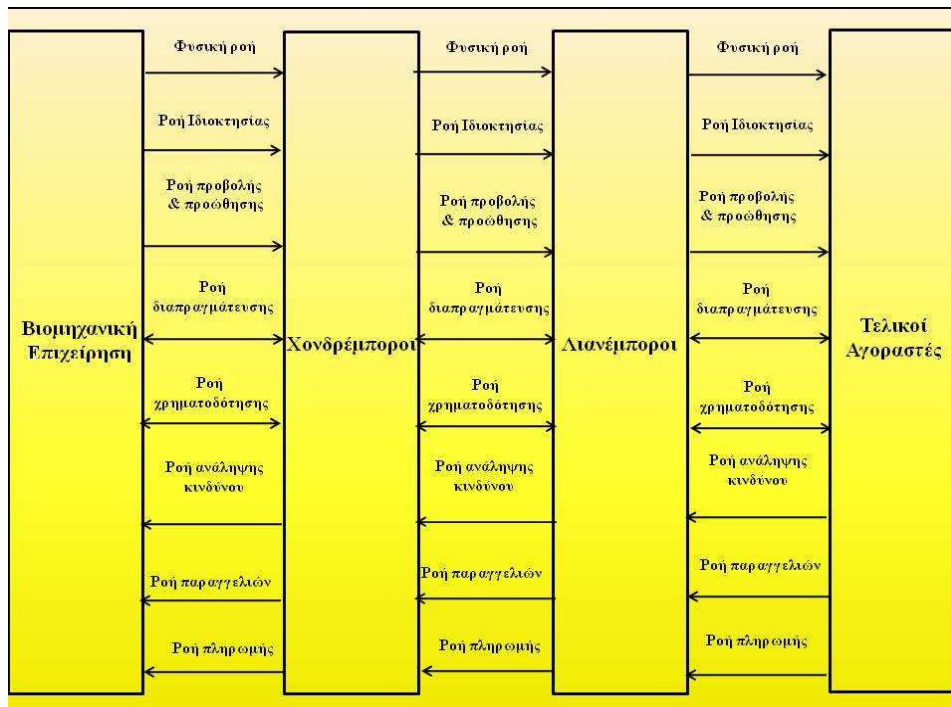 Φυσική ροή
Φυσική ροή
Φυσική ροή
Ροή Ιδιοκτησίας
Ροή Ιδιοκτησίας
Ροή Ιδιοκτησίας
Ροή προβολής
& προώθησης
Ροή προβολής
& προώθησης
Ροή προβολής
& προώθησης
Ροή
διαπραγμάτευσης
Ροή
διαπραγμάτευσης
Ροή
διαπραγμάτευσης
Βιομηχανική
Επιχείρηση
Χονδρέμποροι
Λιανέμποροι
Τελικοί
Αγοραστές
Ροή
χρηματοδότησης
Ροή
χρηματοδότησης
Ροή
χρηματοδότησης
Ροή ανάληψης
κινδύνου
Ροή ανάληψης
κινδύνου
Ροή ανάληψης
κινδύνου
Ροή παραγγελιών
Ροή παραγγελιών
Ροή παραγγελιών
Ροή πληρωμής
Ροή πληρωμής
Ροή πληρωμής